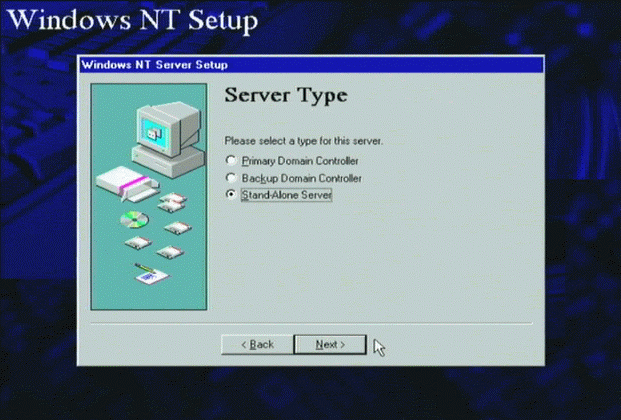 Windows NT Setup
Windows NT Server Setup
Server Type
Please select a type for this server.
Primary Domain Controller
Backup Domain Controller
Stand-Alone Server
< Back
Next >